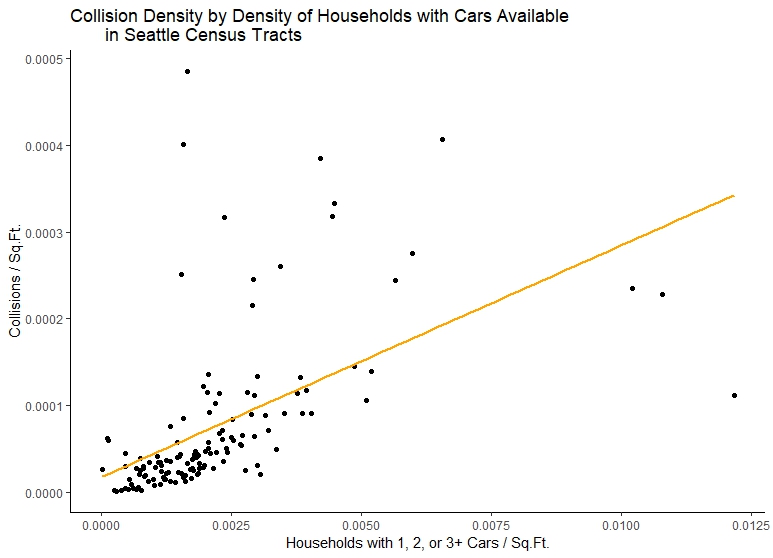 Collision Density by Density of Households with Cars Available
in Seattle Census Tracts
0.0005
0.0004
0.0003
0.0002
0.0001
0.0000
Collisions / Sq.Ft.
0.0000 0.0025 0.0050 0.0075 0.0100 0.0125
Households with 1, 2, or 3+ Cars / Sq.Ft.